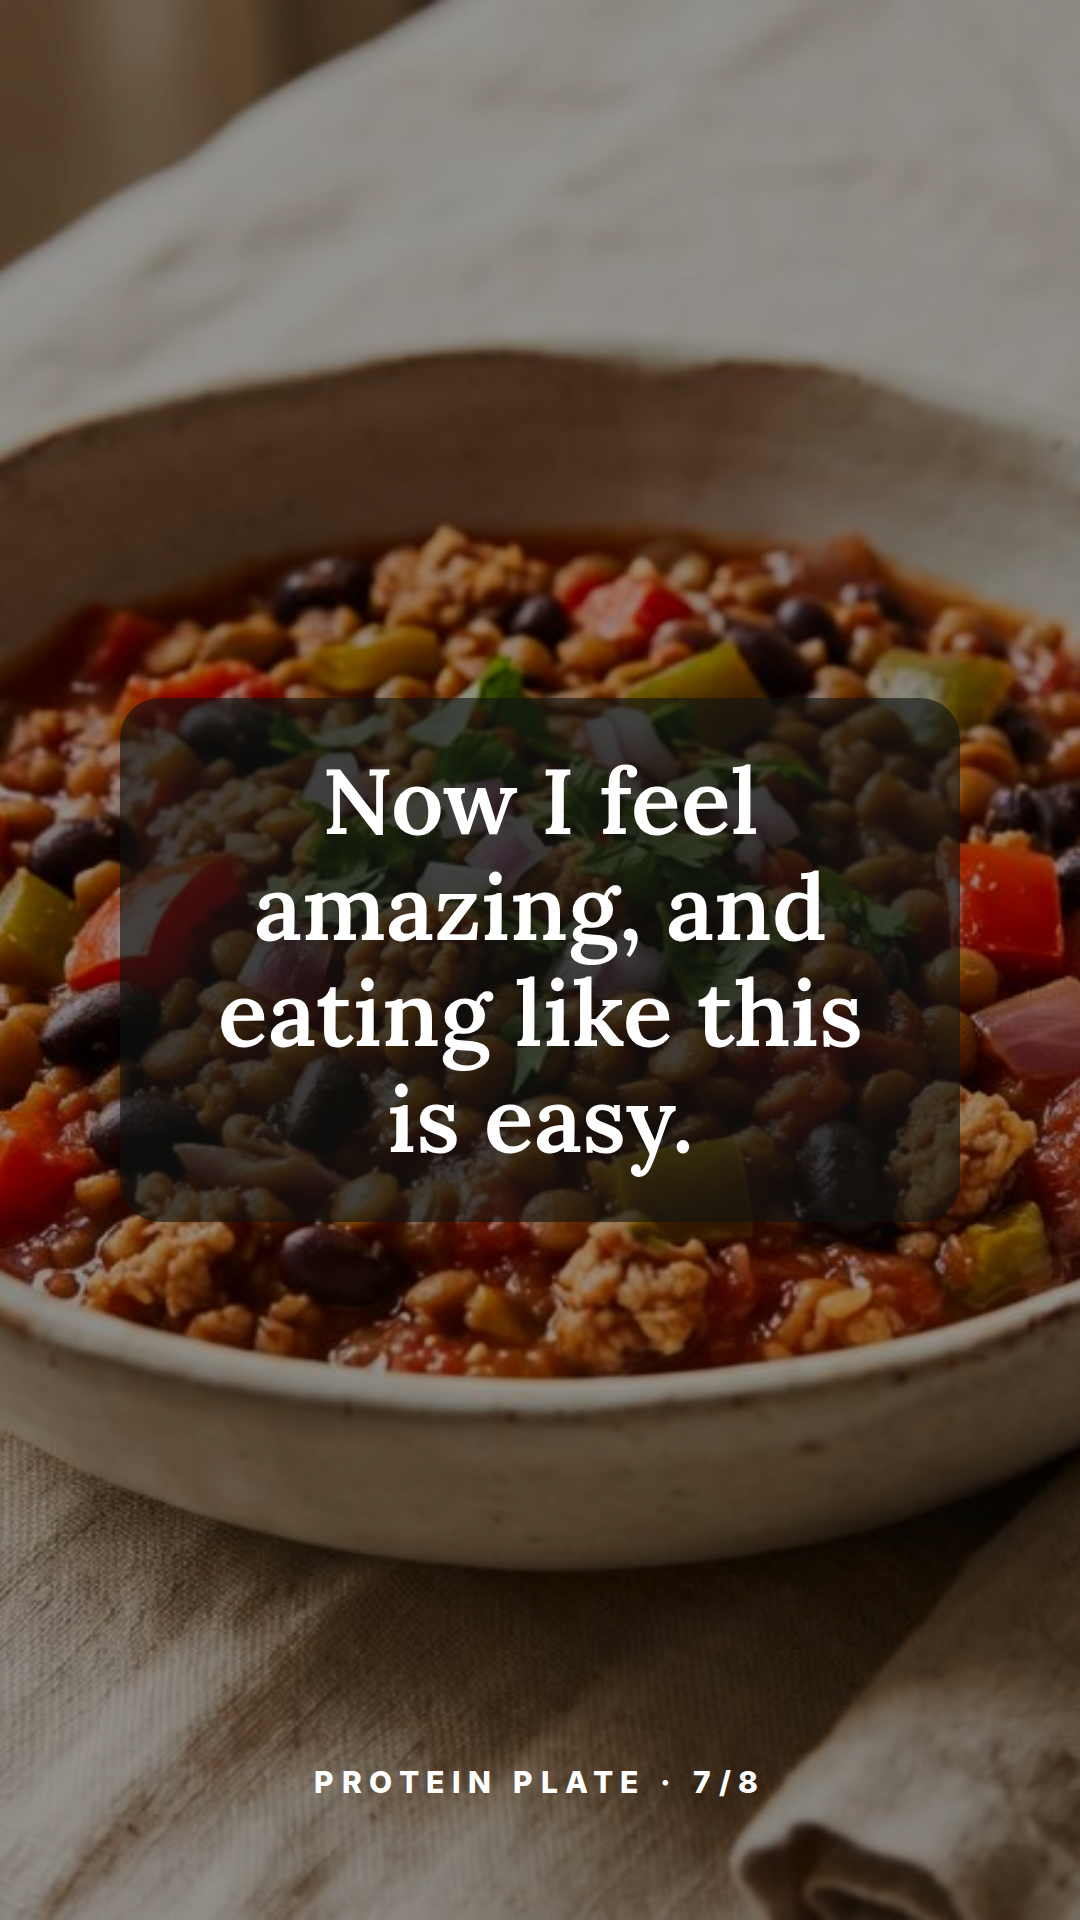 Now I feel
amazing, and
eating like this
is easy.
PROTEIN PLATE · 7/8